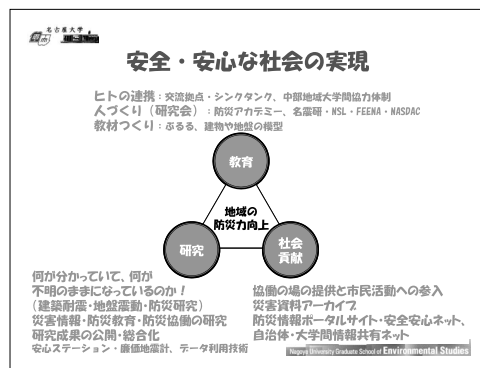 名古屋大学
安全・安心な社会の実現
ヒトの連携：交流拠点・シンクタンク、中部地域大学間協力体制
人づくり（研究会）：防災アカデミー、名震研・NSL・FEENA・NASDAC
教材つくり：ぶるる、建物や地盤の模型
教育
地域の
防災力向上
研究
社会
貢献
何が分かっていて、何が
不明のままになっているのか！
（建築耐震・地盤震動・防災研究）
災害情報・防災教育・防災協働の研究
研究成果の公開・総合化
安心ステーション・廉価地震計、データ利用技術
協働の場の提供と市民活動への参入
災害資料アーカイブ
防災情報ポータルサイト・安全安心ネット、
自治体・大学間情報共有ネット
Nagoya University Graduate School of Environmental Studies